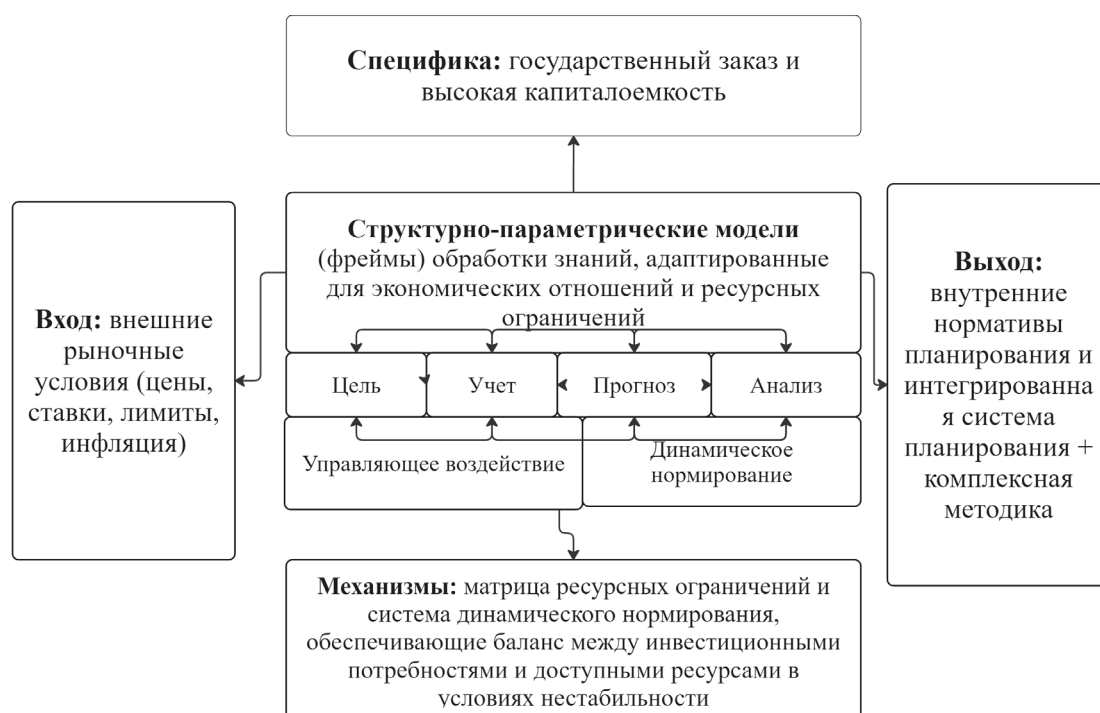 Специфика: государственный заказ и
высокая капиталоемкость
Структурно-параметрические модели
(фреймы) обработки знаний, адаптированные
для экономических отношений и ресурсных
ограничений
Вход: внешние
рыночные
условия (цены,
ставки, лимиты,
инфляция)
Цель
Учет
Прогноз
Анализ
Управляющее воздействие
Динамическое
нормирование
Выход:
внутренние
нормативы
планирования и
интегрированна
я система
планирования +
комплексная
методика
Механизмы: матрица ресурсных ограничений и
система динамического нормирования,
обеспечивающие баланс между инвестиционными
потребностями и доступными ресурсами в
условиях нестабильности